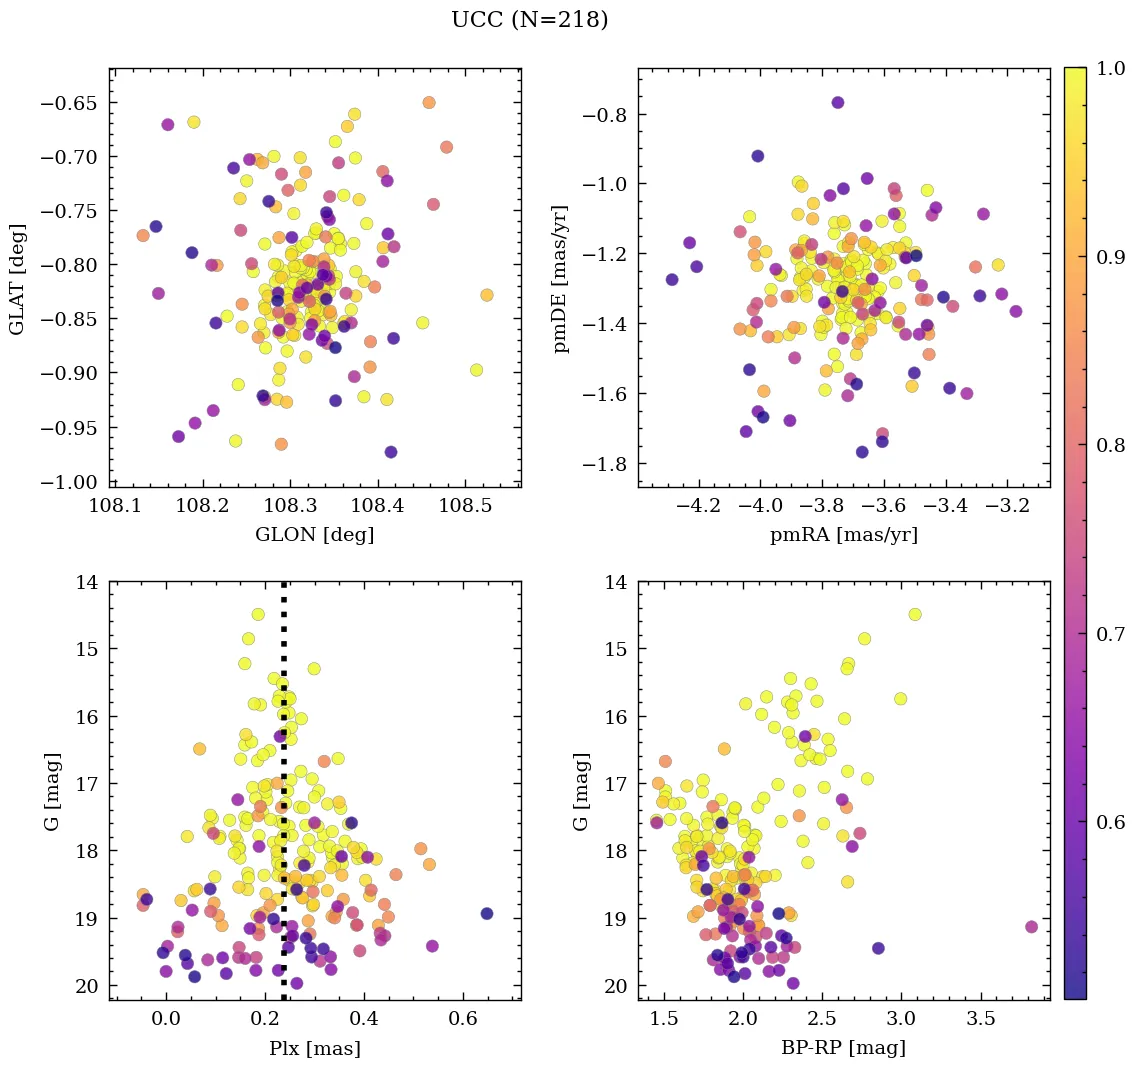 UCC (N=218)
−0.65
−0.70
−0.75
−0.80
−0.85
−0.90
−0.95
−1.00
GLAT [deg]
108.1 108.2 108.3 108.4 108.5
GLON [deg]
−0.8
−1.0
−1.2
−1.4
−1.6
−1.8
pmDE [mas/yr]
−4.2 −4.0 −3.8 −3.6 −3.4 −3.2
pmRA [mas/yr]
14
15
16
17
18
19
20
G [mag]
0.0 0.2 0.4 0.6
Plx [mas]
14
15
16
17
18
19
20
G [mag]
1.5 2.0 2.5 3.0 3.5
BP-RP [mag]
1.0
0.9
0.8
0.7
0.6